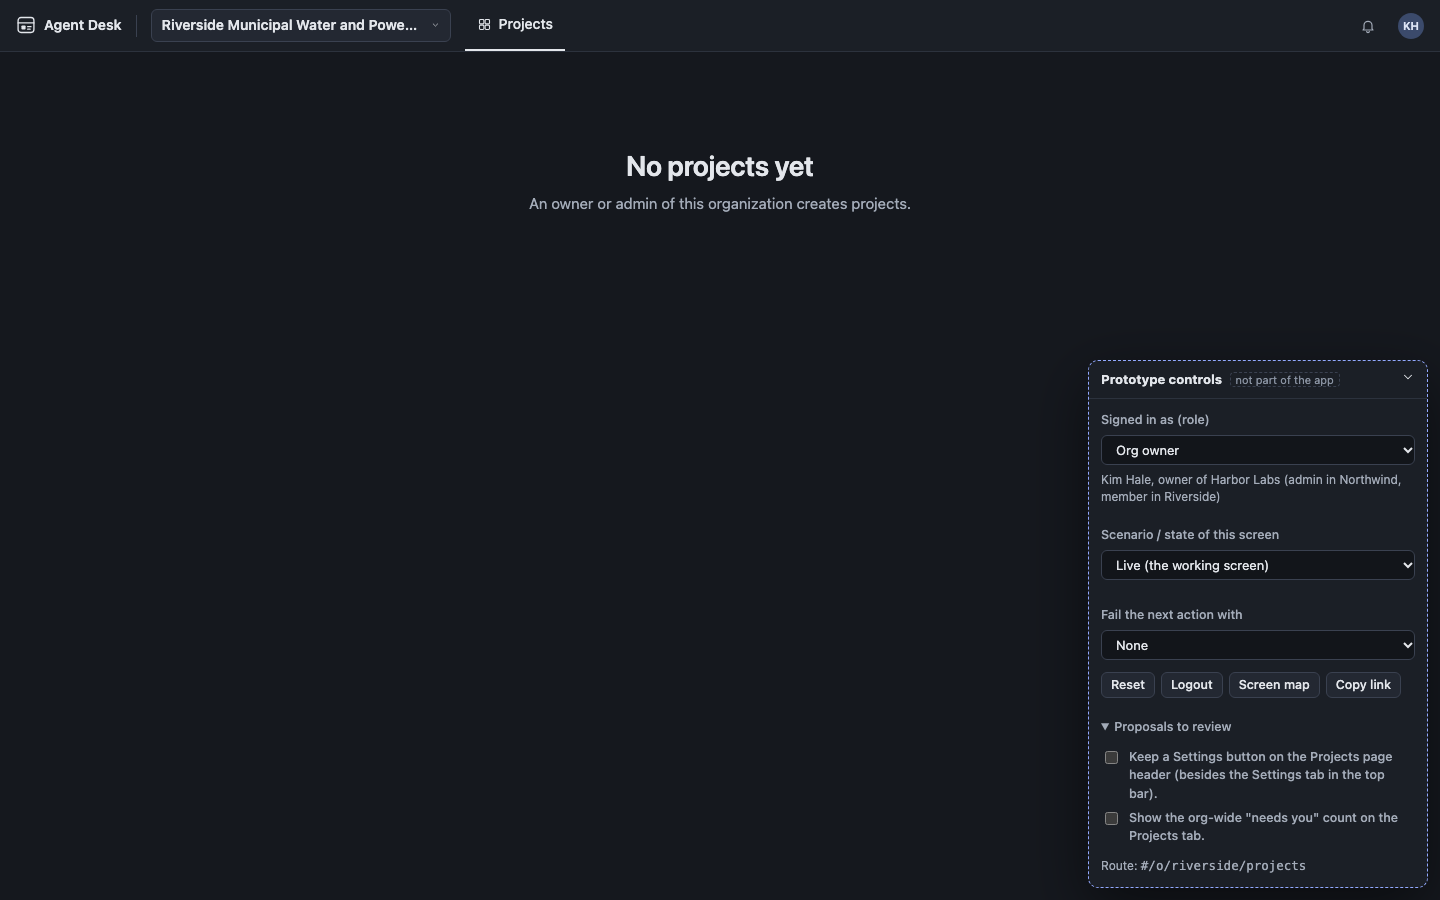 Agent Desk
Riverside Municipal Water and Powe...
Projects
KH
No projects yet
An owner or admin of this organization creates projects.
Prototype controls
not part of the app
Signed in as (role)
Org owner
Kim Hale, owner of Harbor Labs (admin in Northwind,
member in Riverside)
Scenario / state of this screen
Live (the working screen)
Fail the next action with
None
Reset
Logout
Screen map
Copy link
Proposals to review
Keep a Settings button on the Projects page
header (besides the Settings tab in the top
bar).
Show the org-wide "needs you" count on the
Projects tab.
Route: #/o/riverside/projects